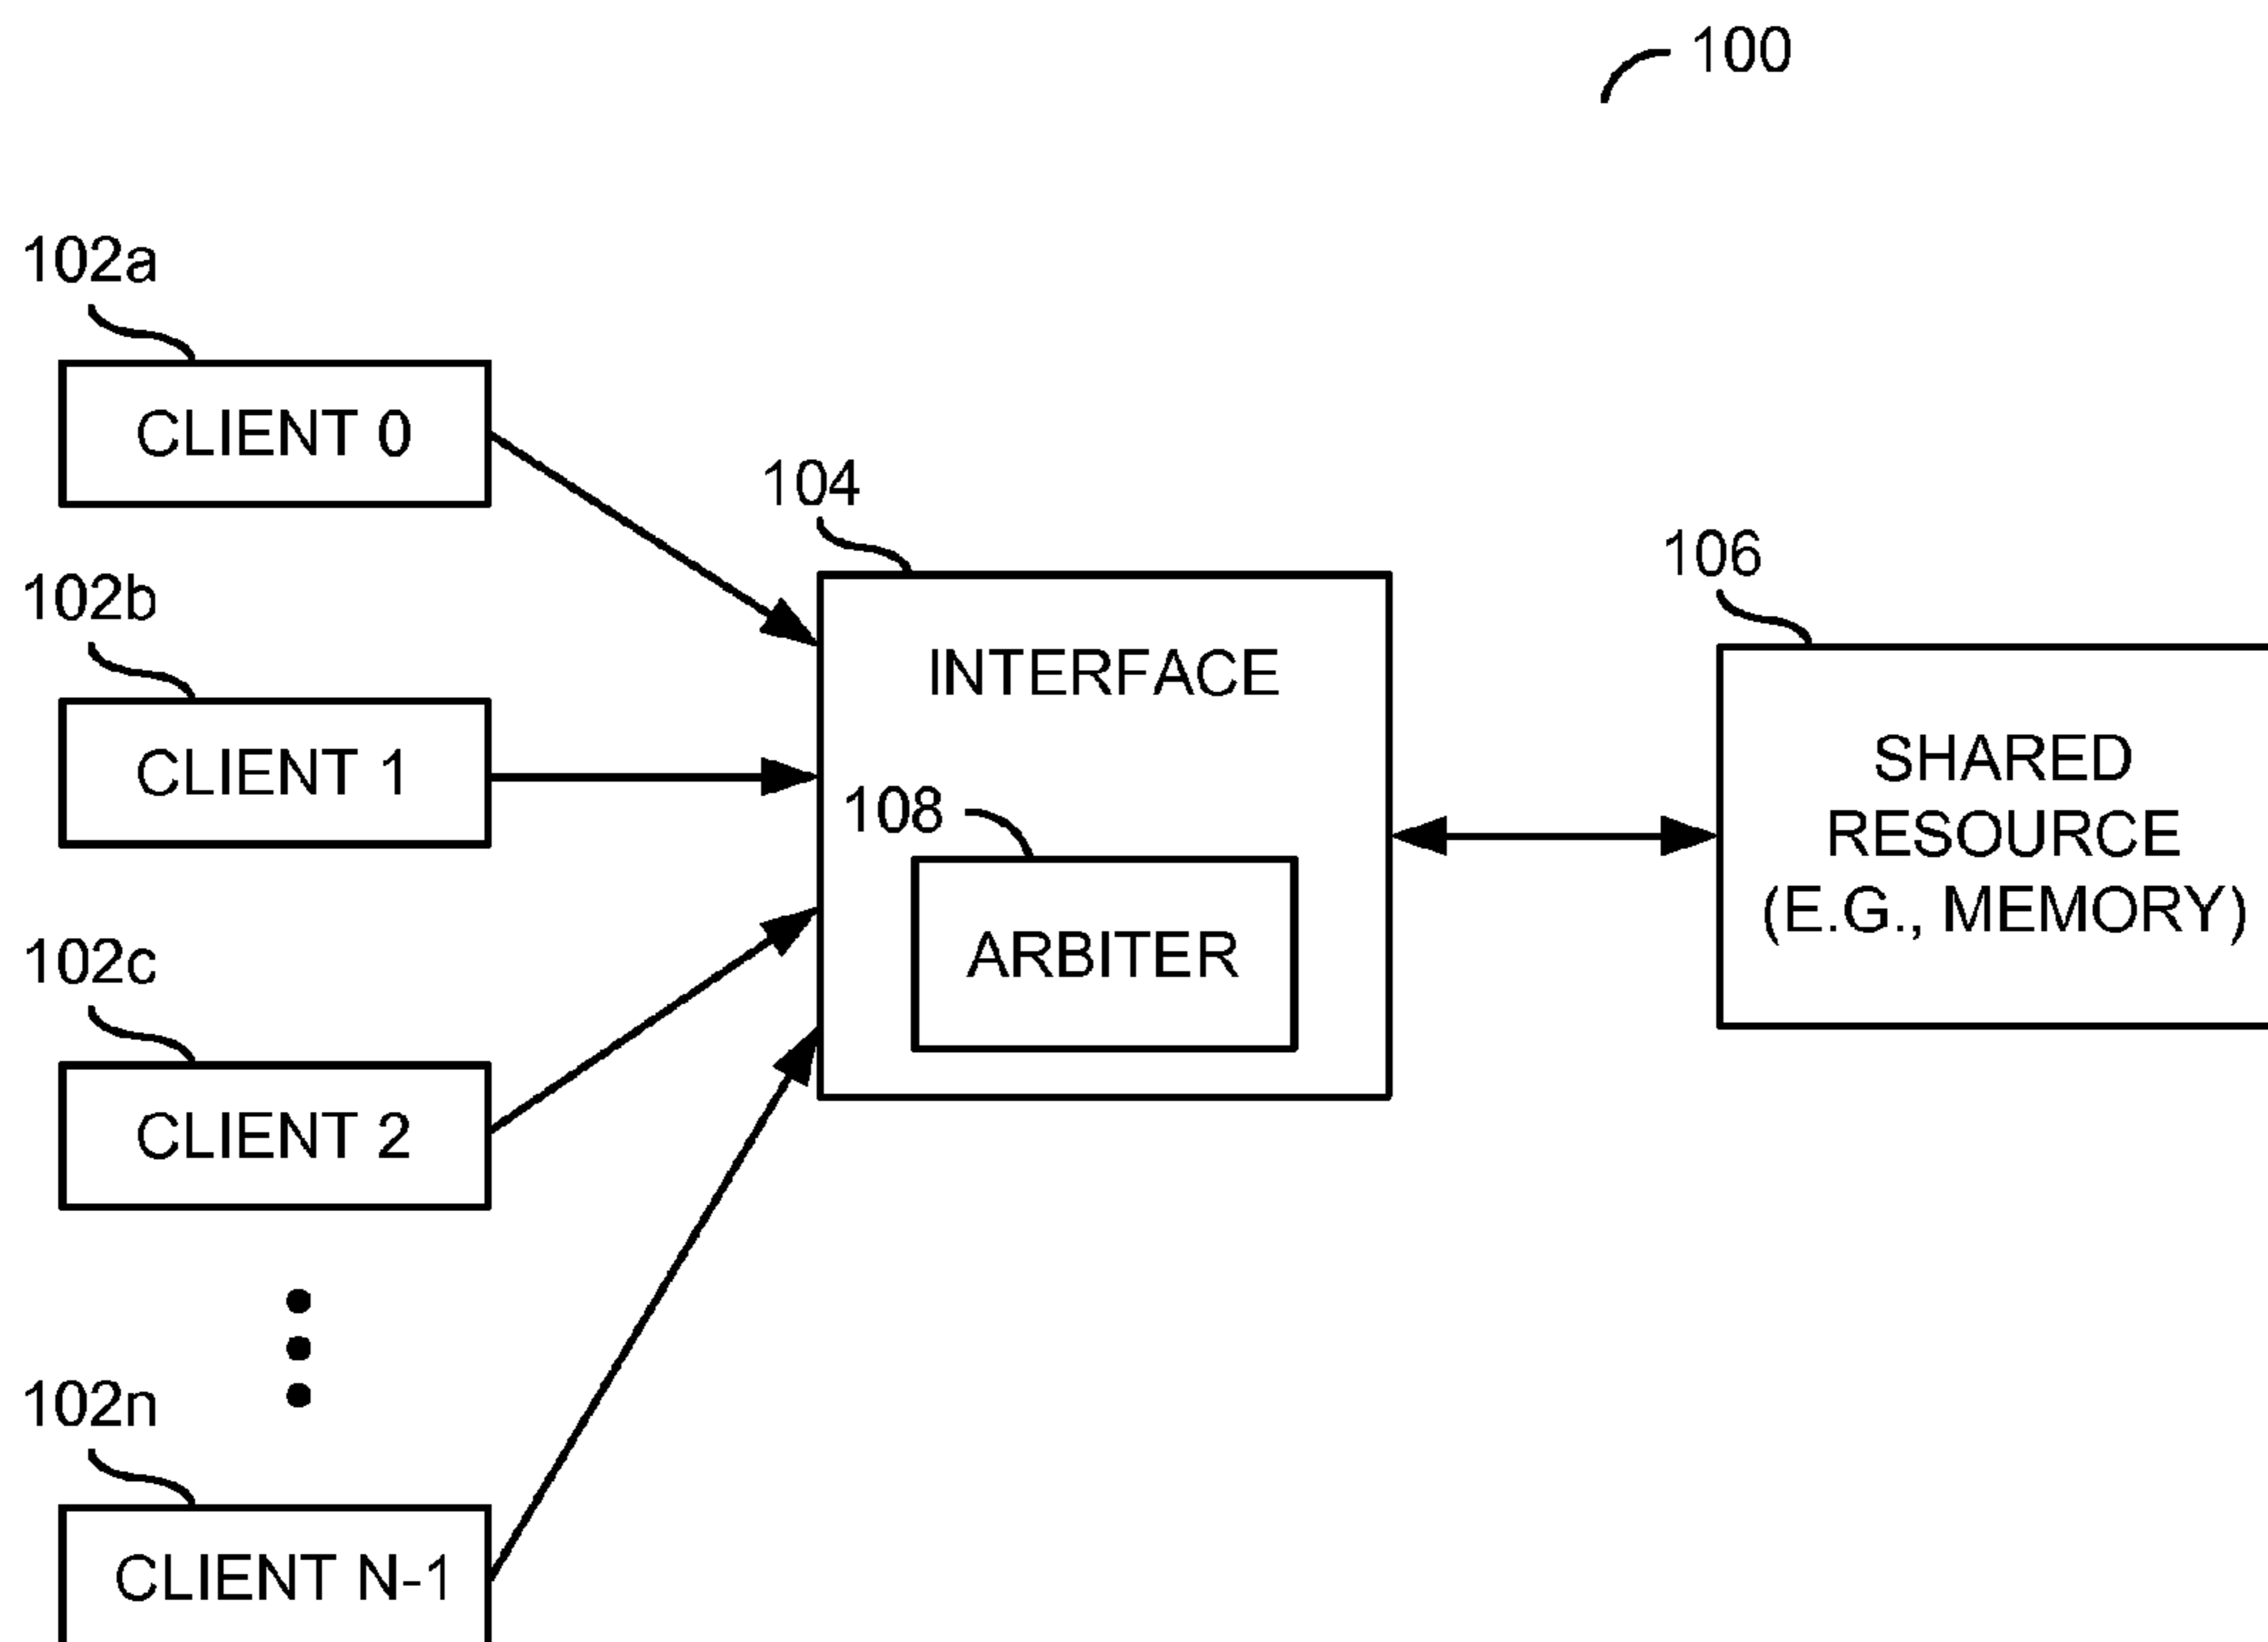 100
102a
CLIENT 0
104
102b
INTERFACE
106
CLIENT 1
108
SHARED
RESOURCE
(E.G., MEMORY)
ARBITER
102c
CLIENT 2
102n
CLIENT N-1